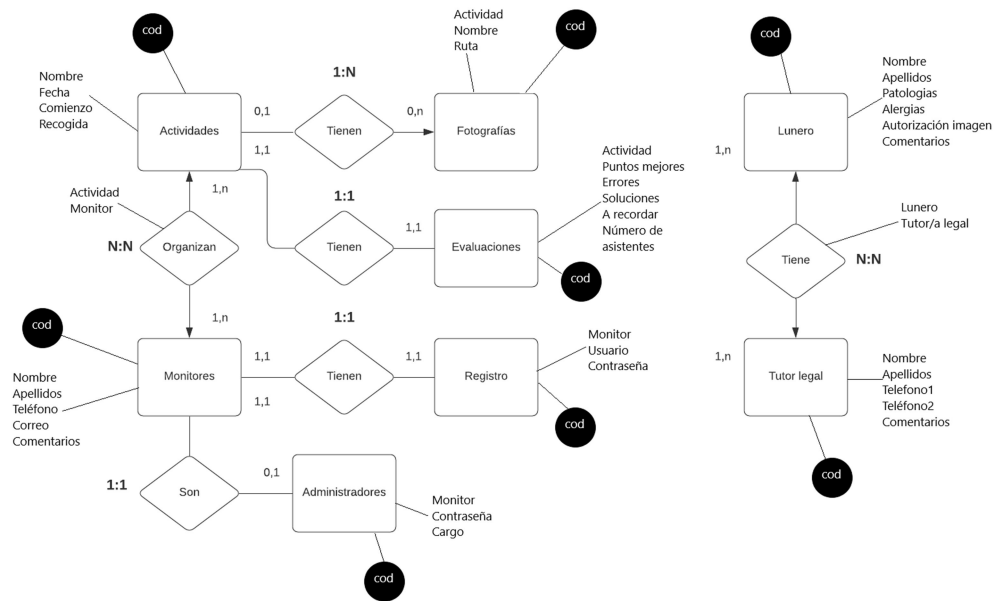 cod
Nombre
Fecha
Comienzo
Recogida
Actividades
0,1
1:N
Tienen
0,n
Actividad
Nombre
Ruta
cod
Fotografías
1,1
1:1
Tienen
1,1
Evaluaciones
Actividad
Puntos mejores
Errores
Soluciones
A recordar
Número de
asistentes
cod
1,n
Actividad
Monitor
N:N
Organizan
1,n
cod
Nombre
Apellidos
Teléfono
Correo
Comentarios
Monitores
1,1
1:1
Tienen
1,1
Registro
Monitor
Usuario
Contraseña
cod
1,1
1:1
Son
0,1
Administradores
Monitor
Contraseña
Cargo
cod
cod
Nombre
Apellidos
Patologias
Alergias
Autorización imagen
Comentarios
Lunero
1,n
Lunero
Tutor/a legal
Tiene
N:N
1,n
Tutor legal
Nombre
Apellidos
Telefono1
Teléfono2
Comentarios
cod